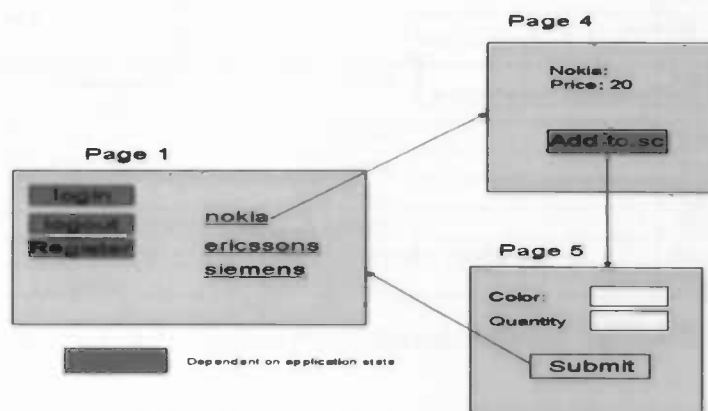 Page 4
Nokia:
Price: 20
Add to sc
Page 1
login
logout
Register
nokia
ericssons
siemens
Page 5
Color:
Quantity
Submit
Dependent on application state